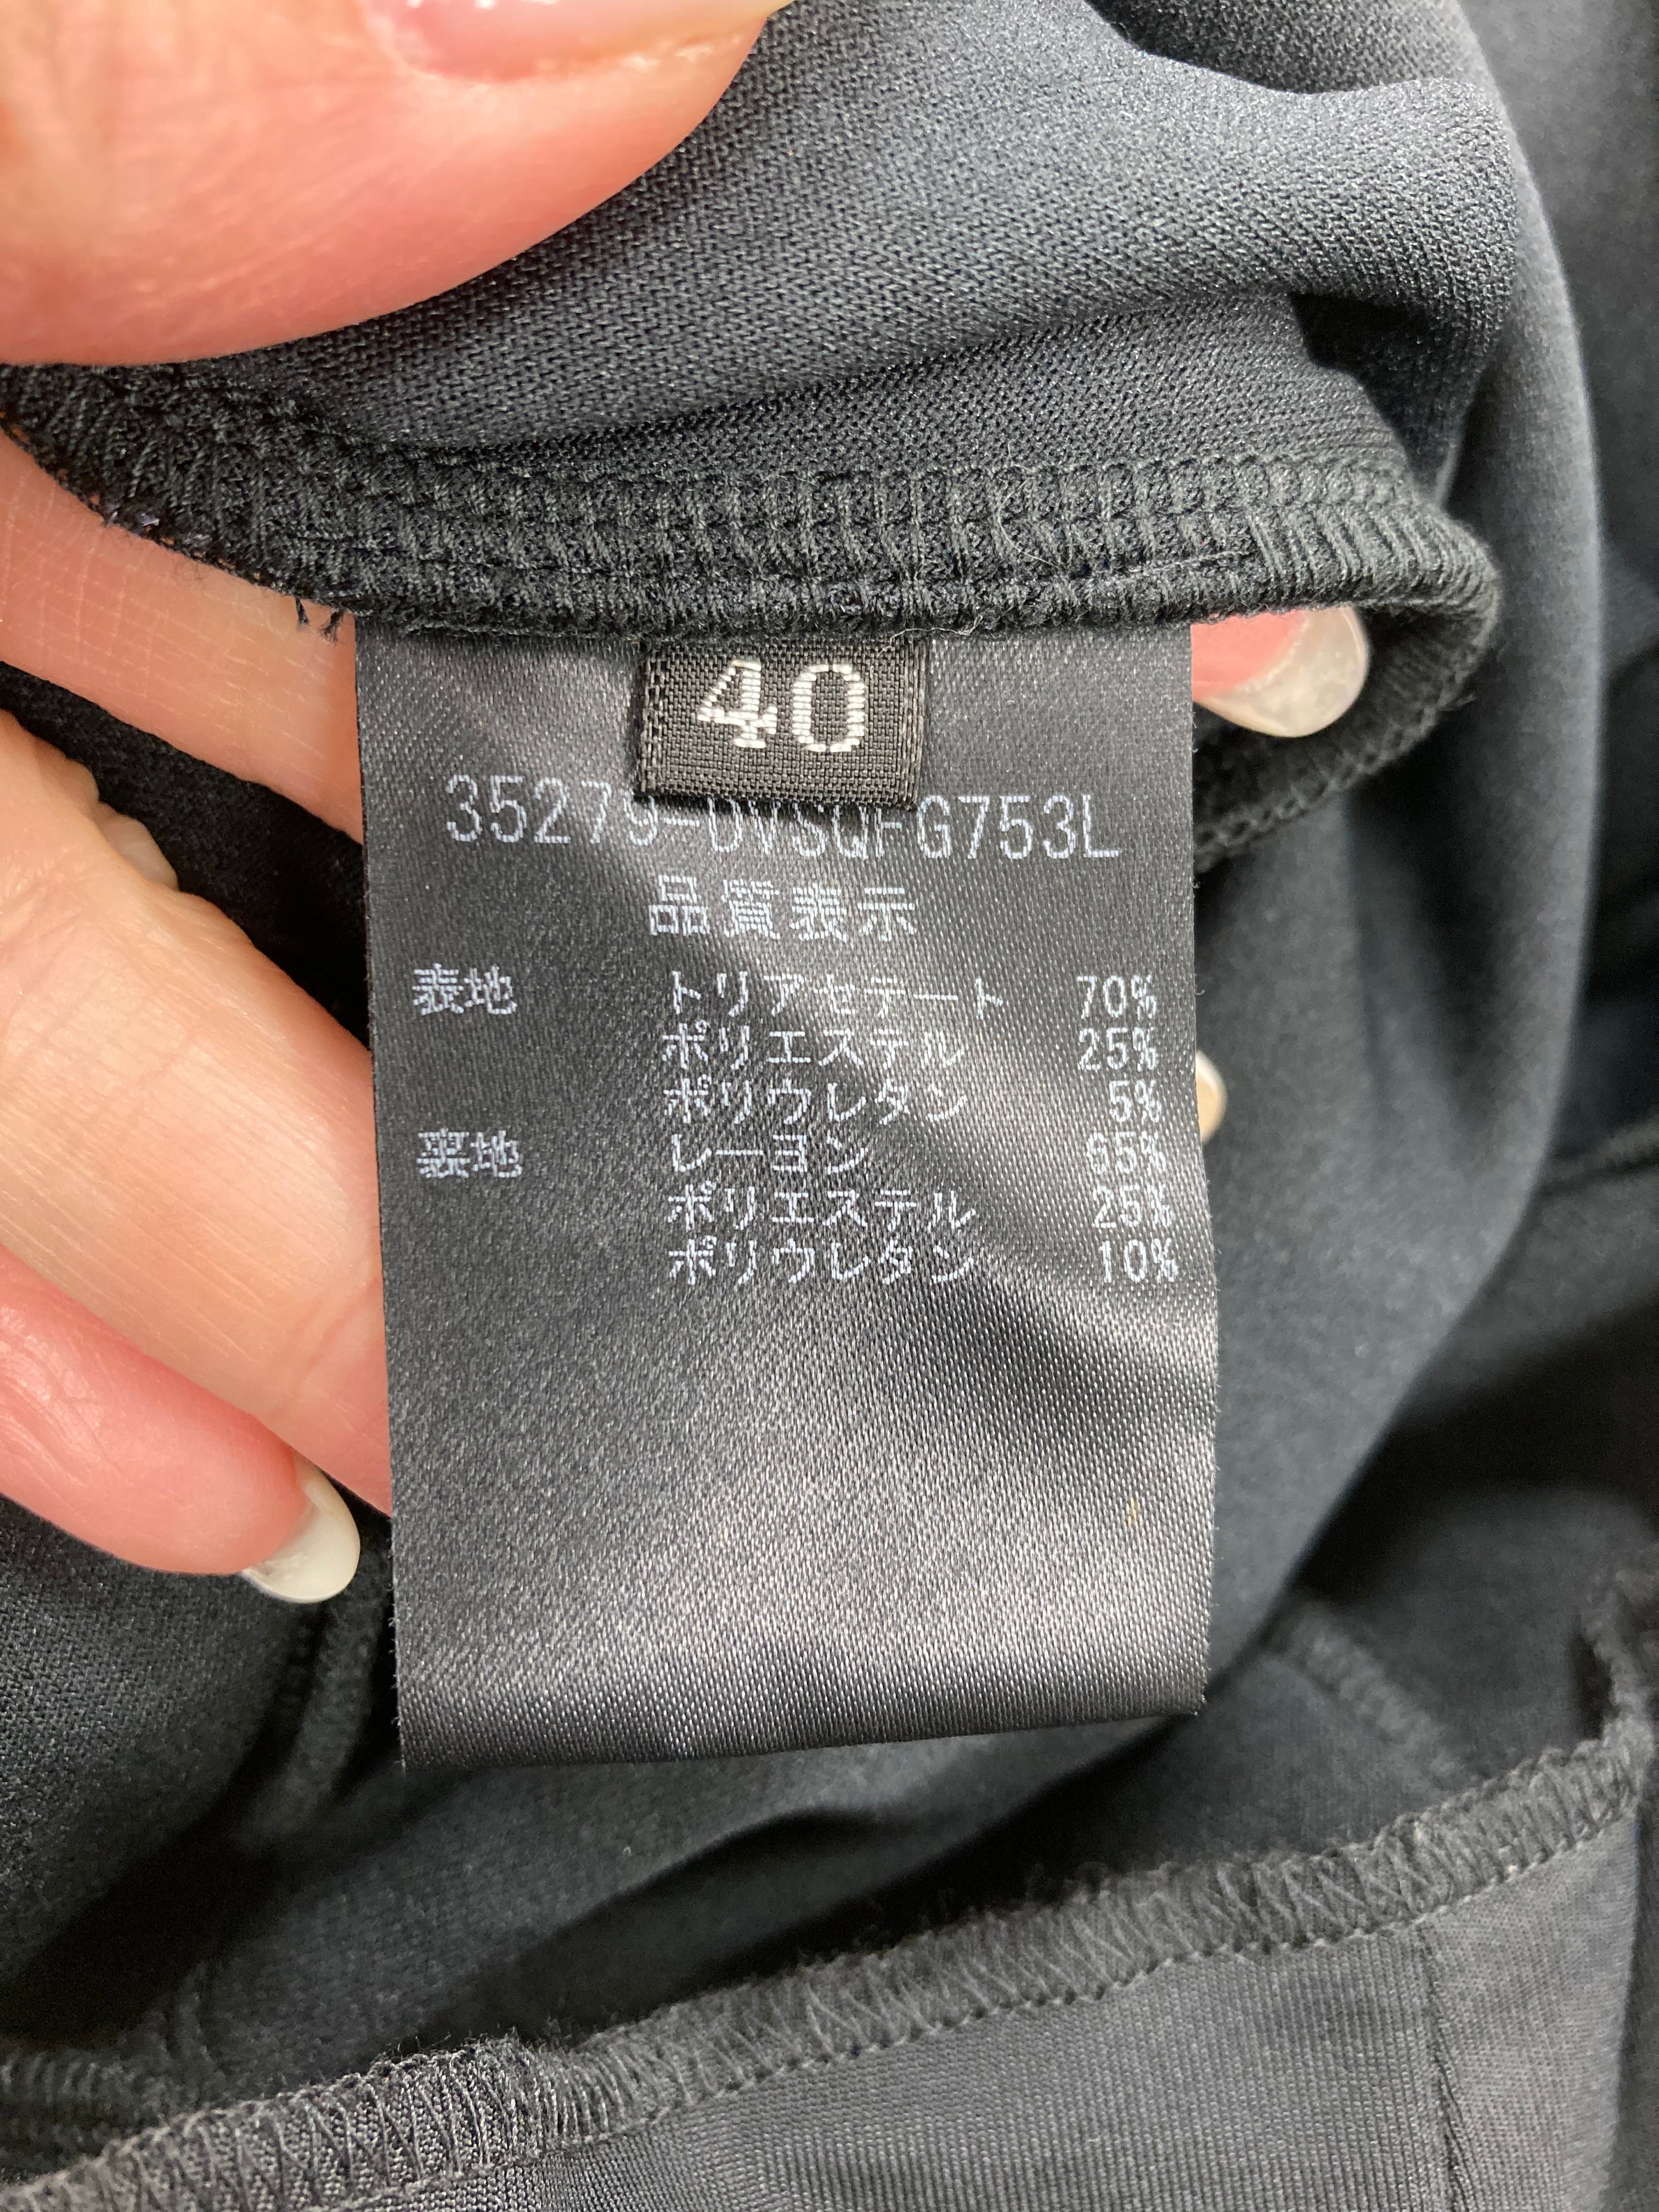 40
35279-DVSQFG753L
品質表示
表地 トリアセテート 70%
ポリエステル 25%
ポリウレタン 5%
裏地 レーヨン 65%
ポリエステル 25%
ポリウレタン 10%